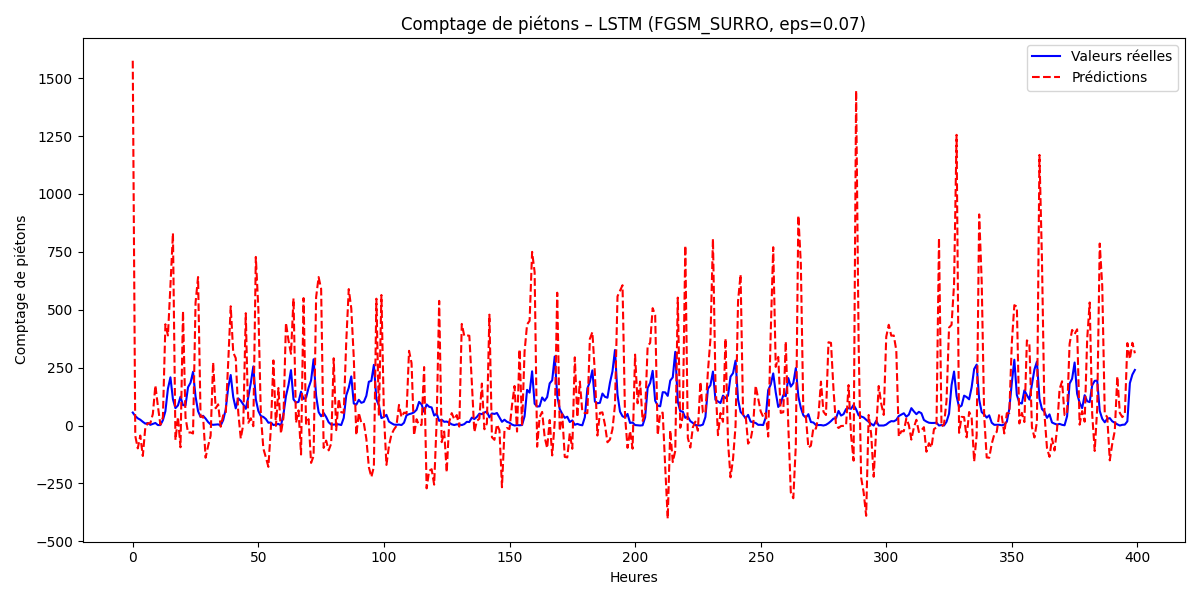 Comptage de piétons – LSTM (FGSM_SURRO, eps=0.07)
Valeurs réelles
Prédictions
Comptage de piétons
1500
1250
1000
750
500
250
0
−250
−500
0 50 100 150 200 250 300 350 400
Heures